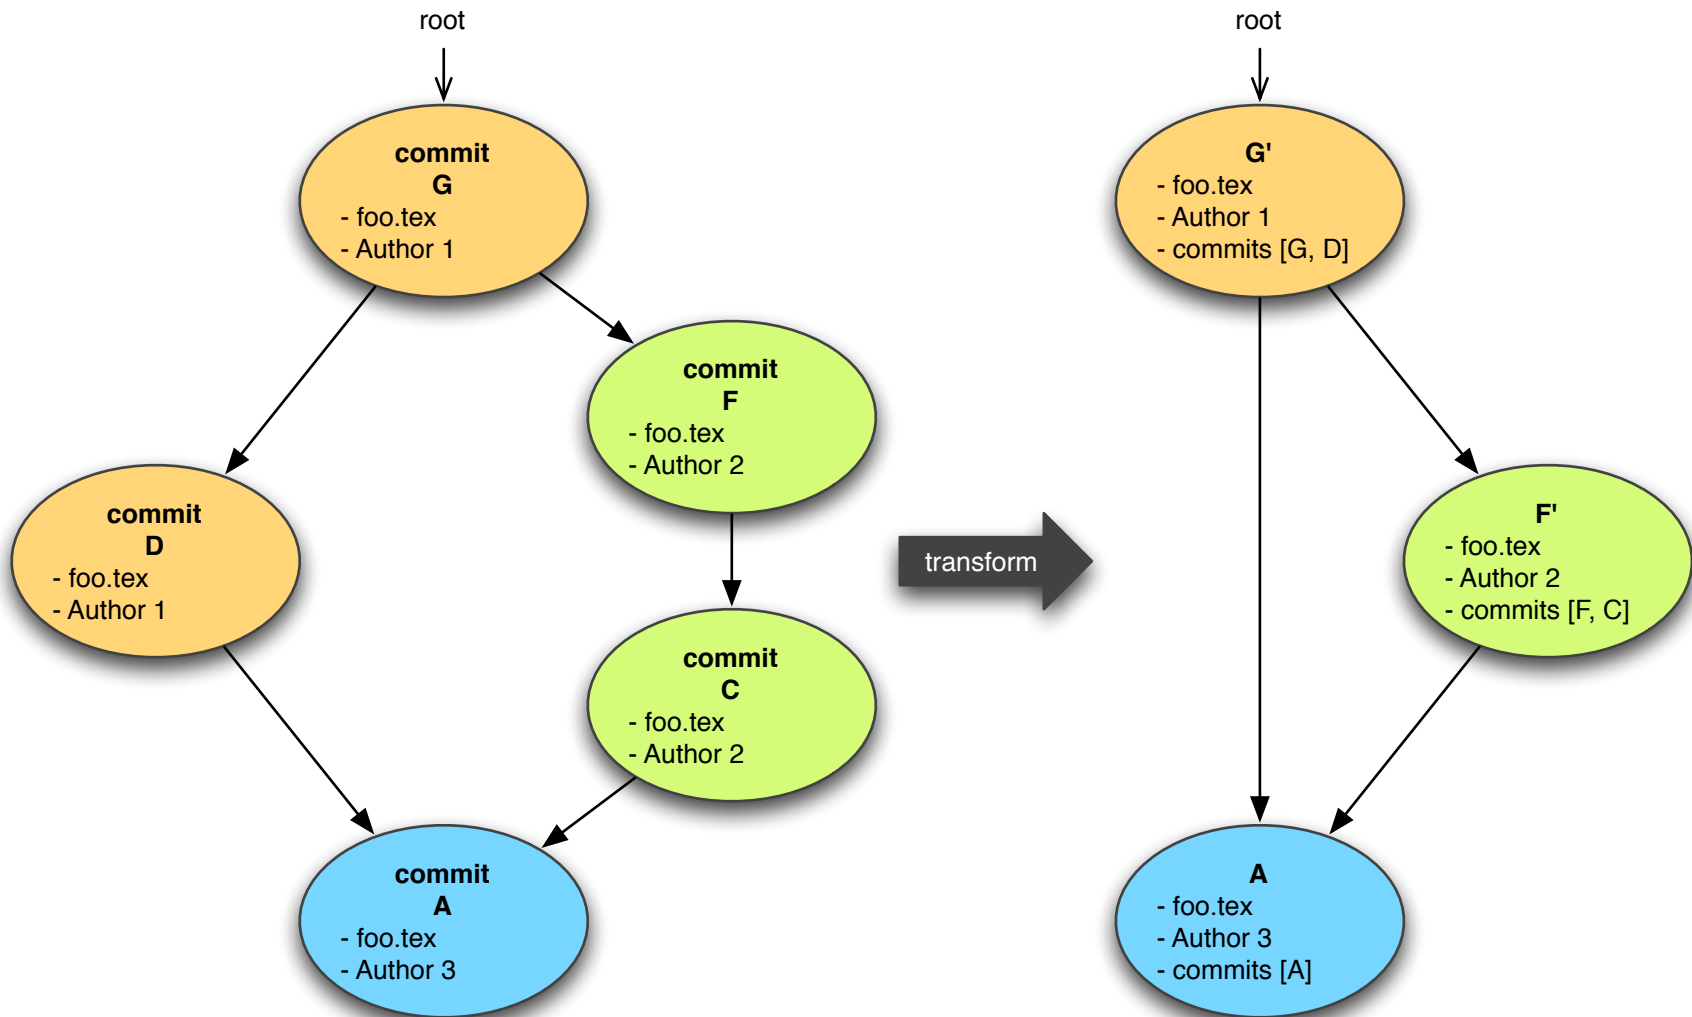 root
commit
G
- foo.tex
- Author 1
commit
F
- foo.tex
- Author 2
commit
D
- foo.tex
- Author 1
commit
C
- foo.tex
- Author 2
commit
A
- foo.tex
- Author 3
transform
root
G'
- foo.tex
- Author 1
- commits [G, D]
F'
- foo.tex
- Author 2
- commits [F, C]
A
- foo.tex
- Author 3
- commits [A]